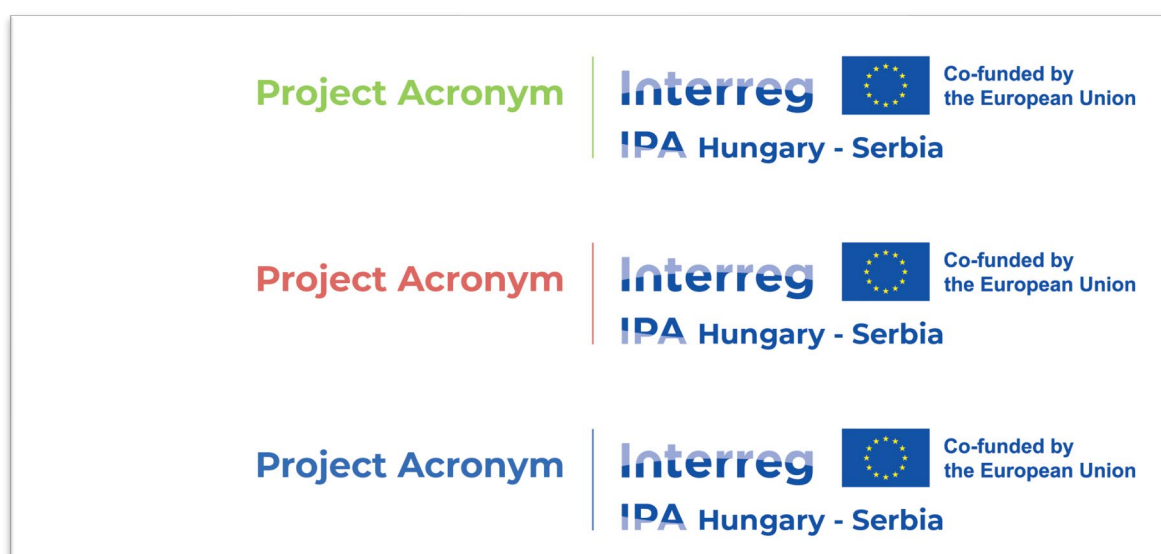 Project Acronym
Interreg
Co-funded by
the European Union
IPA Hungary - Serbia
Project Acronym
Interreg
Co-funded by
the European Union
IPA Hungary - Serbia
Project Acronym
Interreg
Co-funded by
the European Union
IPA Hungary - Serbia